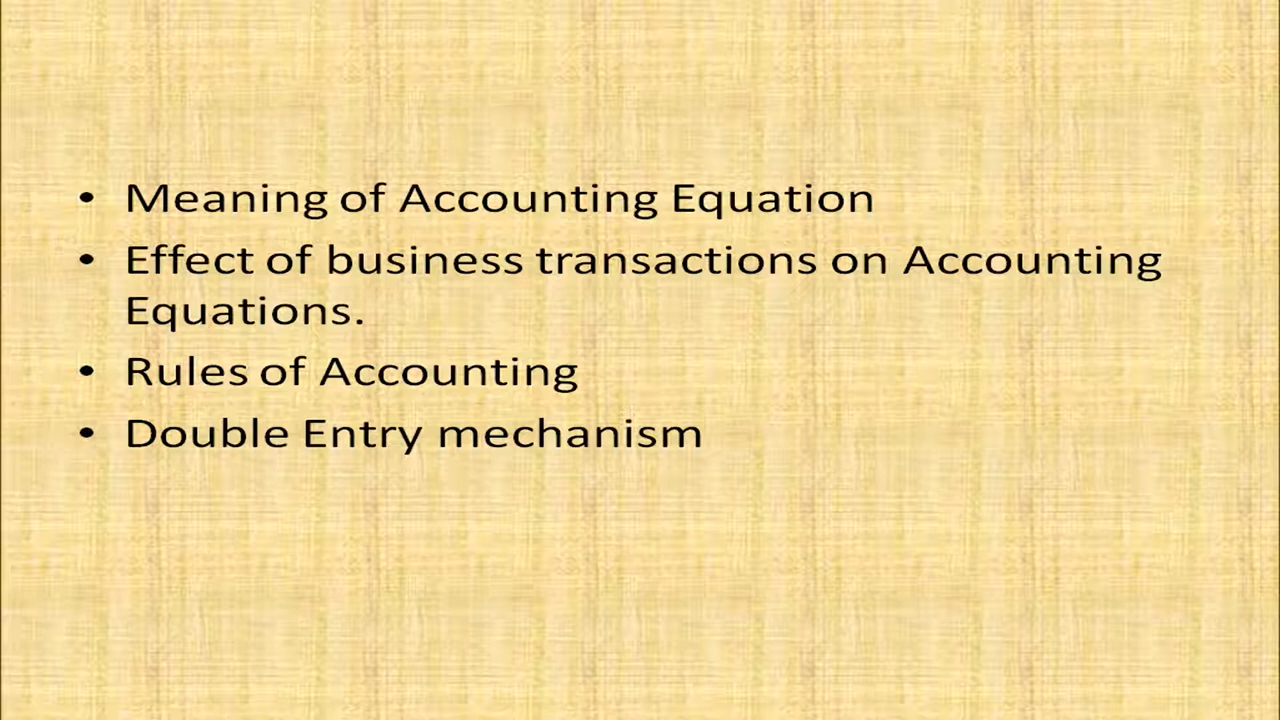 • Meaning of Accounting Equation
• Effect of business transactions on Accounting
Equations.
• Rules of Accounting
• Double Entry mechanism